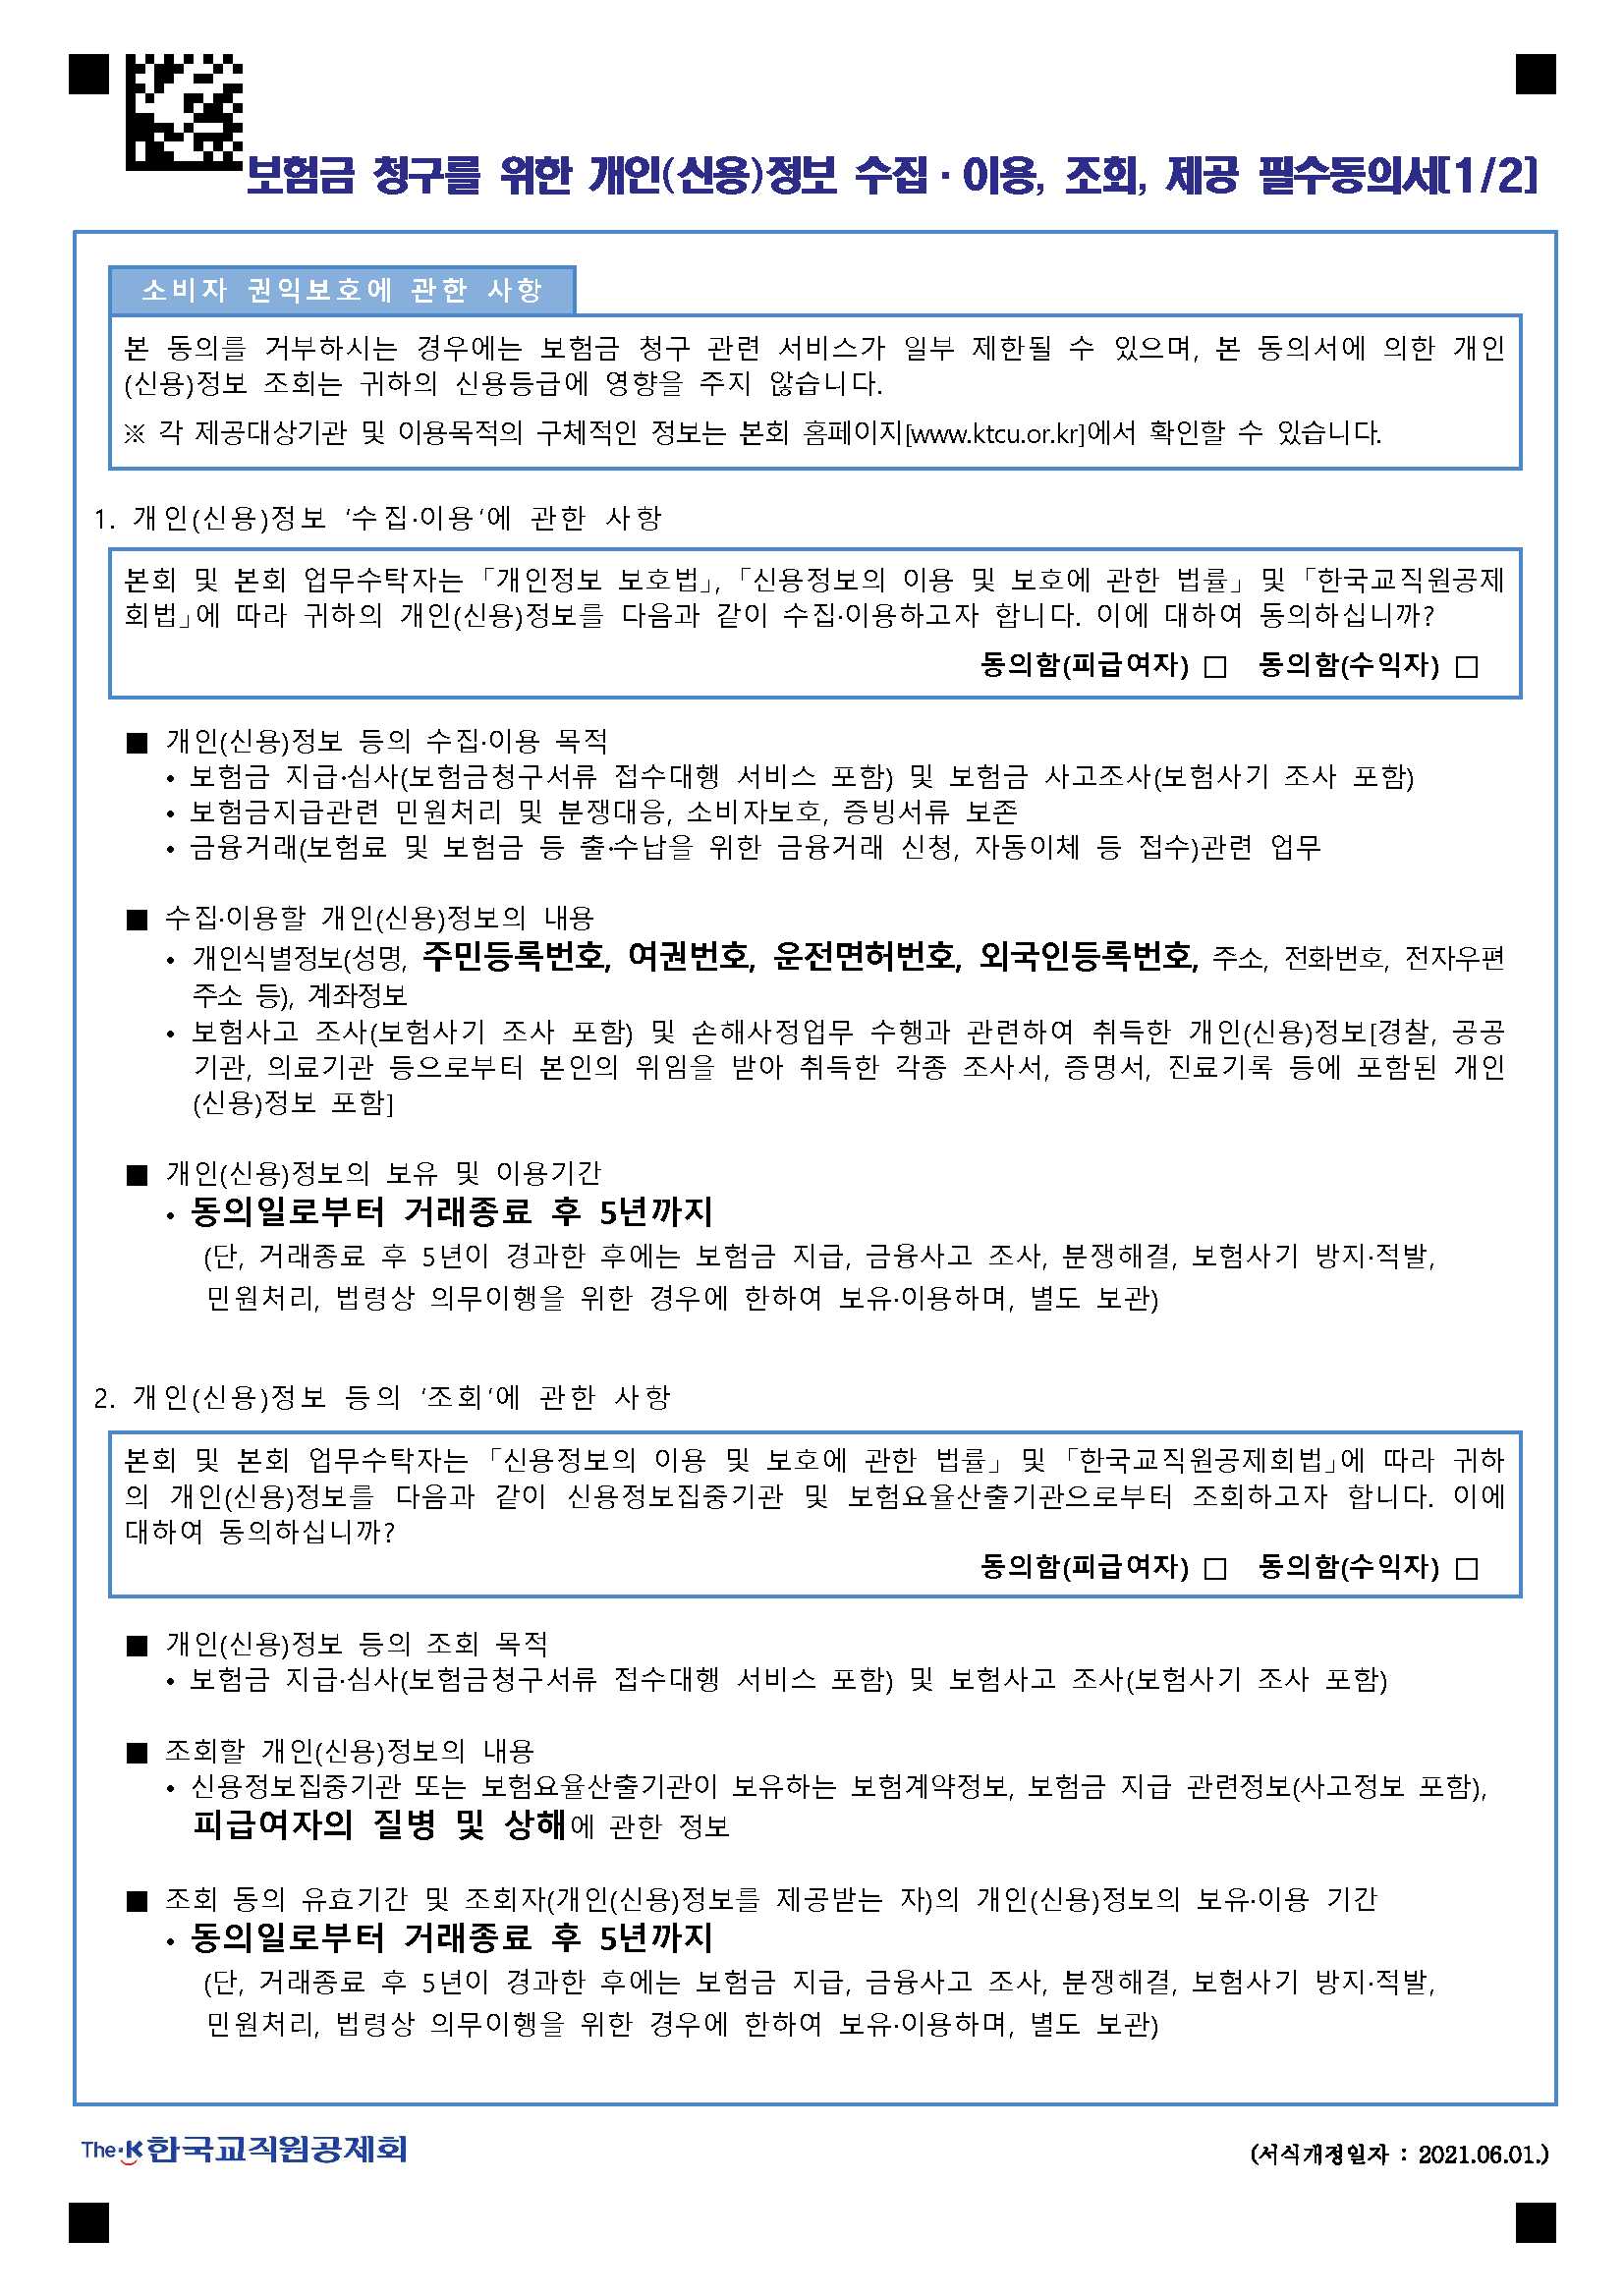 보험금 청구를 위한 개인(신용)정보 수집 · 이용, 조회, 제공 필수동의서[1/2]
소비자 권익보호에 관한 사항
본 동의를 거부하시는 경우에는 보험금 청구 관련 서비스가 일부 제한될 수 있으며, 본 동의서에 의한 개인
(신용)정보 조회는 귀하의 신용등급에 영향을 주지 않습니다.
※ 각 제공대상기관 및 이용목적의 구체적인 정보는 본회 홈페이지[www.ktcu.or.kr]에서 확인할 수 있습니다.
1. 개인(신용)정보 ‘수집·이용’에 관한 사항
본회 및 본회 업무수탁자는「개인정보 보호법」,「신용정보의 이용 및 보호에 관한 법률」 및「한국교직원공제
회법」에 따라 귀하의 개인(신용)정보를 다음과 같이 수집·이용하고자 합니다. 이에 대하여 동의하십니까?
동의함(피급여자) □ 동의함(수익자) □
■ 개인(신용)정보 등의 수집·이용 목적
• 보험금 지급·심사(보험금청구서류 접수대행 서비스 포함) 및 보험금 사고조사(보험사기 조사 포함)
• 보험금지급관련 민원처리 및 분쟁대응, 소비자보호, 증빙서류 보존
• 금융거래(보험료 및 보험금 등 출·수납을 위한 금융거래 신청, 자동이체 등 접수)관련 업무
■ 수집·이용할 개인(신용)정보의 내용
• 개인식별정보(성명, 주민등록번호, 여권번호, 운전면허번호, 외국인등록번호, 주소, 전화번호, 전자우편
주소 등), 계좌정보
• 보험사고 조사(보험사기 조사 포함) 및 손해사정업무 수행과 관련하여 취득한 개인(신용)정보[경찰, 공공
기관, 의료기관 등으로부터 본인의 위임을 받아 취득한 각종 조사서, 증명서, 진료기록 등에 포함된 개인
(신용)정보 포함]
■ 개인(신용)정보의 보유 및 이용기간
• 동의일로부터 거래종료 후 5년까지
(단, 거래종료 후 5년이 경과한 후에는 보험금 지급, 금융사고 조사, 분쟁해결, 보험사기 방지·적발,
민원처리, 법령상 의무이행을 위한 경우에 한하여 보유·이용하며, 별도 보관)
2. 개인(신용)정보 등의 ‘조회’에 관한 사항
본회 및 본회 업무수탁자는「신용정보의 이용 및 보호에 관한 법률」 및「한국교직원공제회법」에 따라 귀하
의 개인(신용)정보를 다음과 같이 신용정보집중기관 및 보험요율산출기관으로부터 조회하고자 합니다. 이에
대하여 동의하십니까?
동의함(피급여자) □ 동의함(수익자) □
■ 개인(신용)정보 등의 조회 목적
• 보험금 지급·심사(보험금청구서류 접수대행 서비스 포함) 및 보험사고 조사(보험사기 조사 포함)
■ 조회할 개인(신용)정보의 내용
• 신용정보집중기관 또는 보험요율산출기관이 보유하는 보험계약정보, 보험금 지급 관련정보(사고정보 포함),
피급여자의 질병 및 상해에 관한 정보
■ 조회 동의 유효기간 및 조회자(개인(신용)정보를 제공받는 자)의 개인(신용)정보의 보유·이용 기간
• 동의일로부터 거래종료 후 5년까지
(단, 거래종료 후 5년이 경과한 후에는 보험금 지급, 금융사고 조사, 분쟁해결, 보험사기 방지·적발,
민원처리, 법령상 의무이행을 위한 경우에 한하여 보유·이용하며, 별도 보관)
The·K한국교직원공제회
(서식개정일자 : 2021.06.01.)